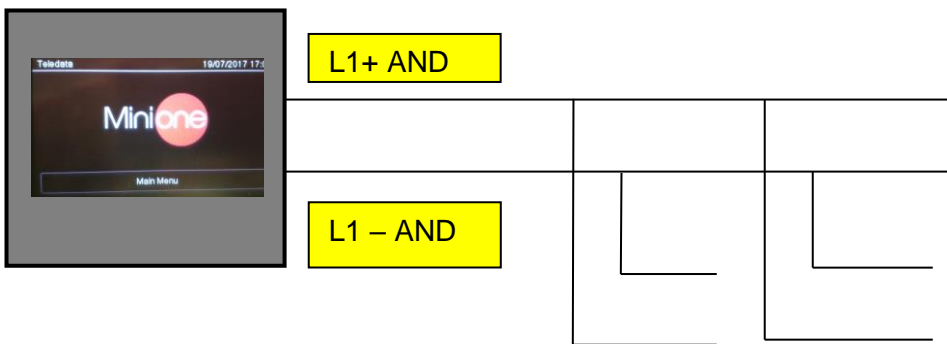 Teledata 19/07/2017 17:
Minione
Main Menu
L1+ AND
L1 – AND